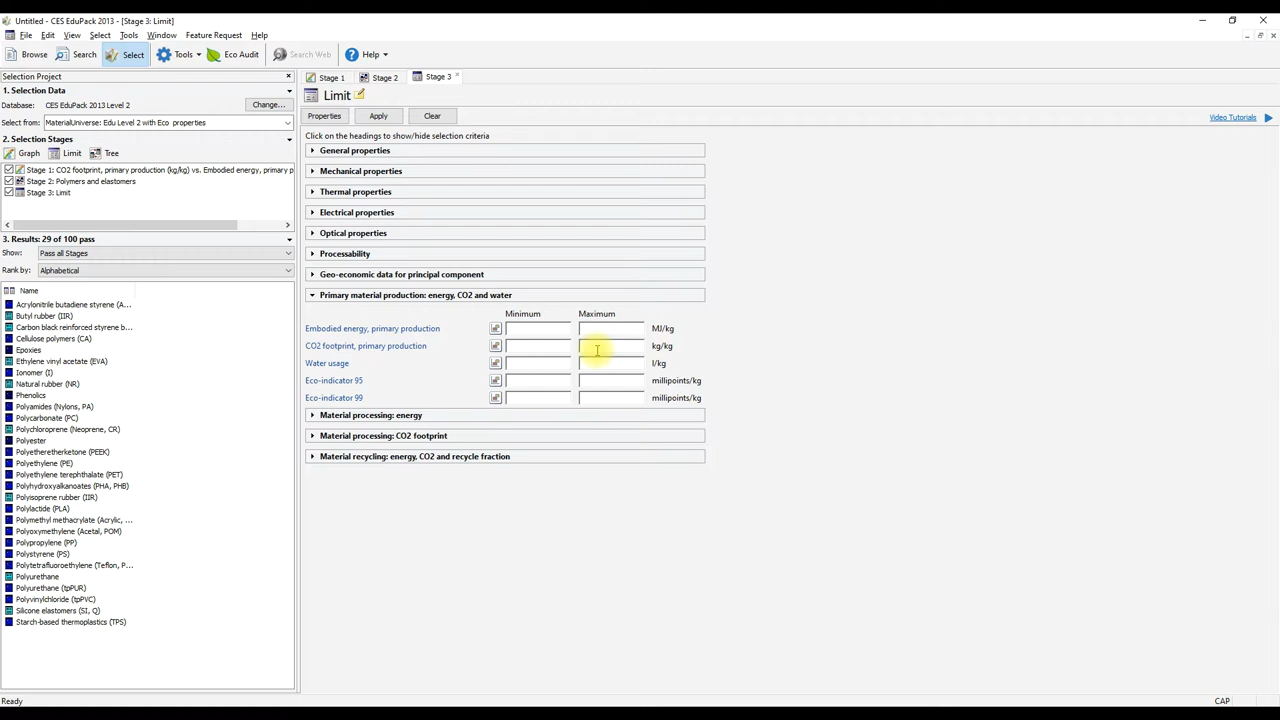 Untitled - CES EduPack 2013 - [Stage 3: Limit]
File Edit View Select Tools Window Feature Request Help
Browse Search Select Tools Eco Audit Search Web Help
Selection Project
1. Selection Data
Database: CES EduPack 2013 Level 2 Change...
Select from: MaterialUniverse: Edu Level 2 with Eco properties
2. Selection Stages
Graph Limit Tree
Stage 1: CO2 footprint, primary production (kg/kg) vs. Embodied energy, primary p
Stage 2: Polymers and elastomers
Stage 3: Limit
3. Results: 29 of 100 pass
Show: Pass all Stages
Rank by: Alphabetical
Name
Acrylonitrile butadiene styrene (A...
Butyl rubber (IIR)
Carbon black reinforced styrene b...
Cellulose polymers (CA)
Epoxies
Ethylene vinyl acetate (EVA)
Ionomer (I)
Natural rubber (NR)
Phenolics
Polyamides (Nylons, PA)
Polycarbonate (PC)
Polychloroprene (Neoprene, CR)
Polyester
Polyetheretherketone (PEEK)
Polyethylene (PE)
Polyethylene terephthalate (PET)
Polyhydroxyalkanoates (PHA, PHB)
Polyisoprene rubber (IIR)
Polylactide (PLA)
Polymethyl methacrylate (Acrylic, ...
Polyoxymethylene (Acetal, POM)
Polypropylene (PP)
Polystyrene (PS)
Polytetrafluoroethylene (Teflon, P...
Polyurethane
Polyurethane (tpPUR)
Polyvinylchloride (tpPVC)
Silicone elastomers (SI, Q)
Starch-based thermoplastics (TPS)
Stage 1 Stage 2 Stage 3
Limit
Properties Apply Clear
Video Tutorials
Click on the headings to show/hide selection criteria
General properties
Mechanical properties
Thermal properties
Electrical properties
Optical properties
Processability
Geo-economic data for principal component
Primary material production: energy, CO2 and water
Minimum Maximum
Embodied energy, primary production MJ/kg
CO2 footprint, primary production kg/kg
Water usage l/kg
Eco-indicator 95 millipoints/kg
Eco-indicator 99 millipoints/kg
Material processing: energy
Material processing: CO2 footprint
Material recycling: energy, CO2 and recycle fraction
Ready CAP